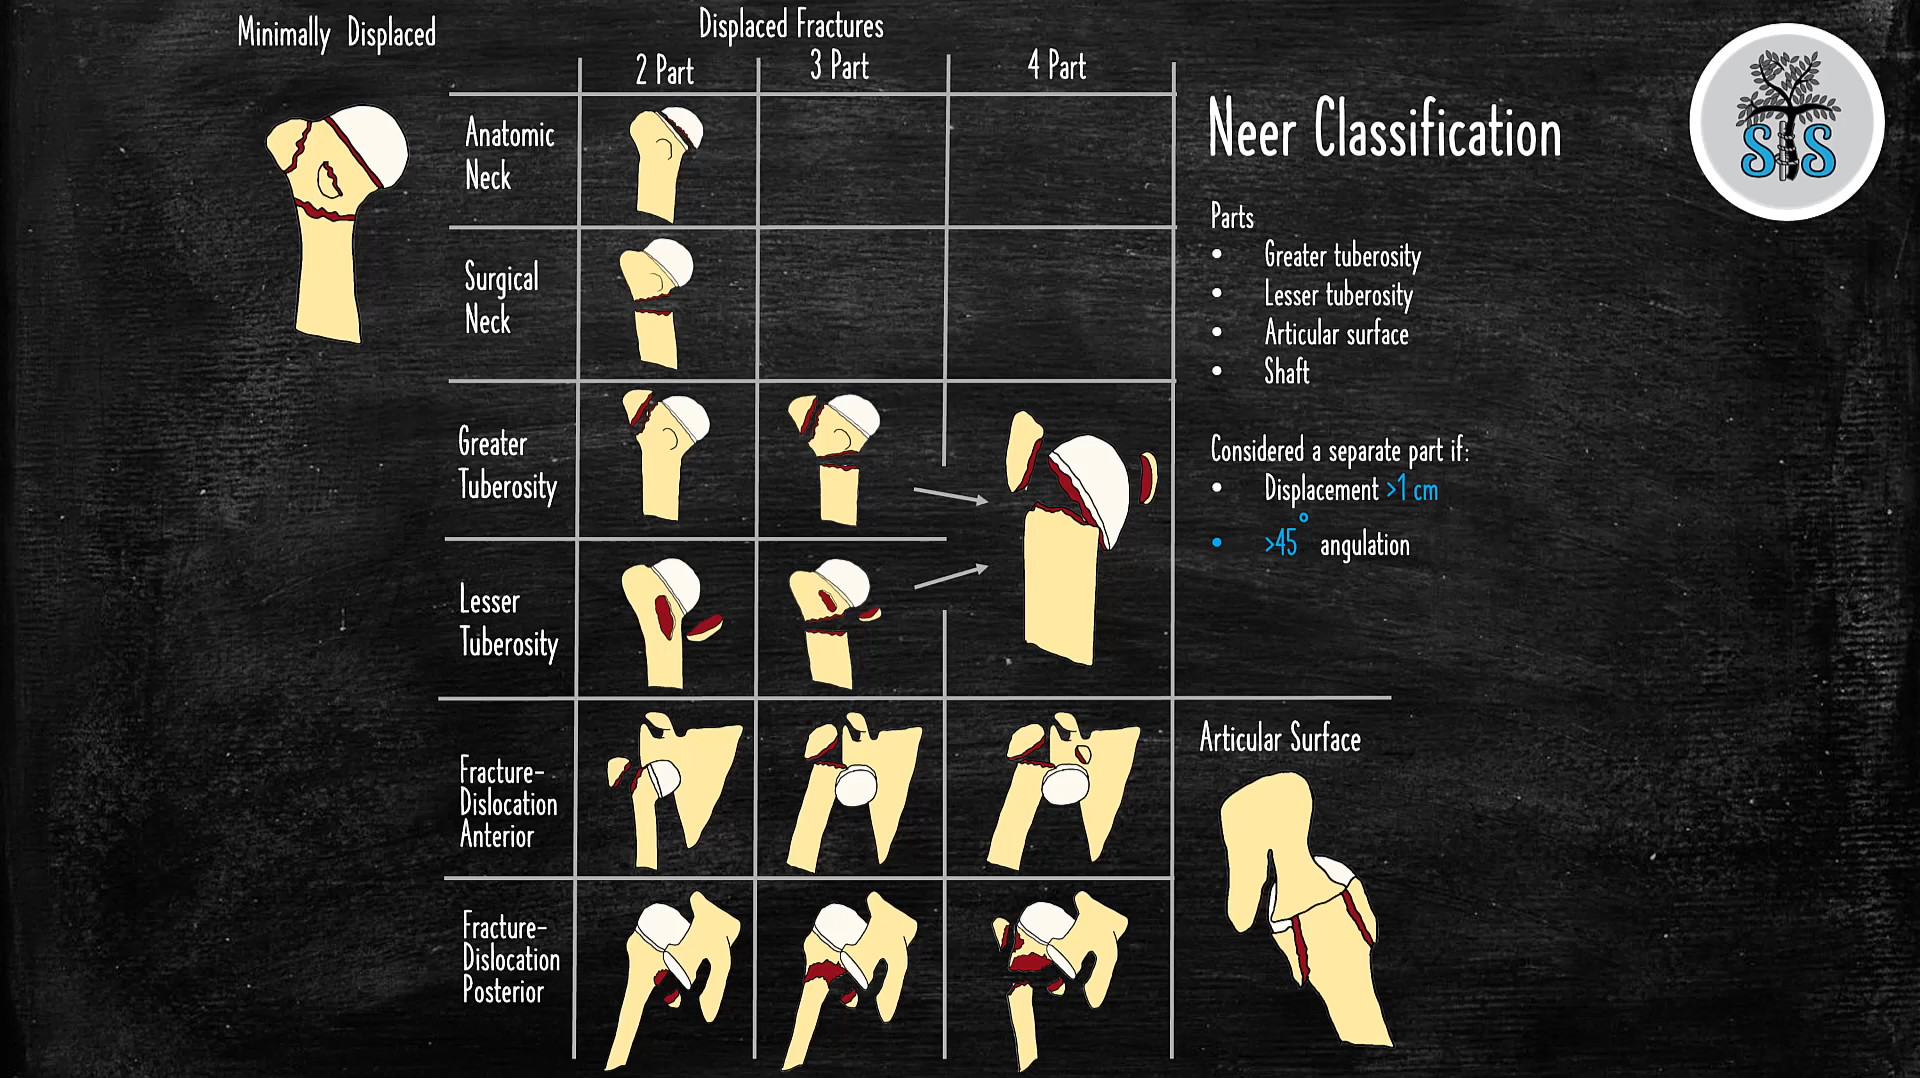 Minimally Displaced
Displaced Fractures
2 Part
3 Part
4 Part
Anatomic
Neck
Surgical
Neck
Greater
Tuberosity
Lesser
Tuberosity
Fracture-
Dislocation
Anterior
Fracture-
Dislocation
Posterior
Neer Classification
Parts
• Greater tuberosity
• Lesser tuberosity
• Articular surface
• Shaft
Considered a separate part if:
• Displacement >1 cm
• >45° angulation
Articular Surface
SS